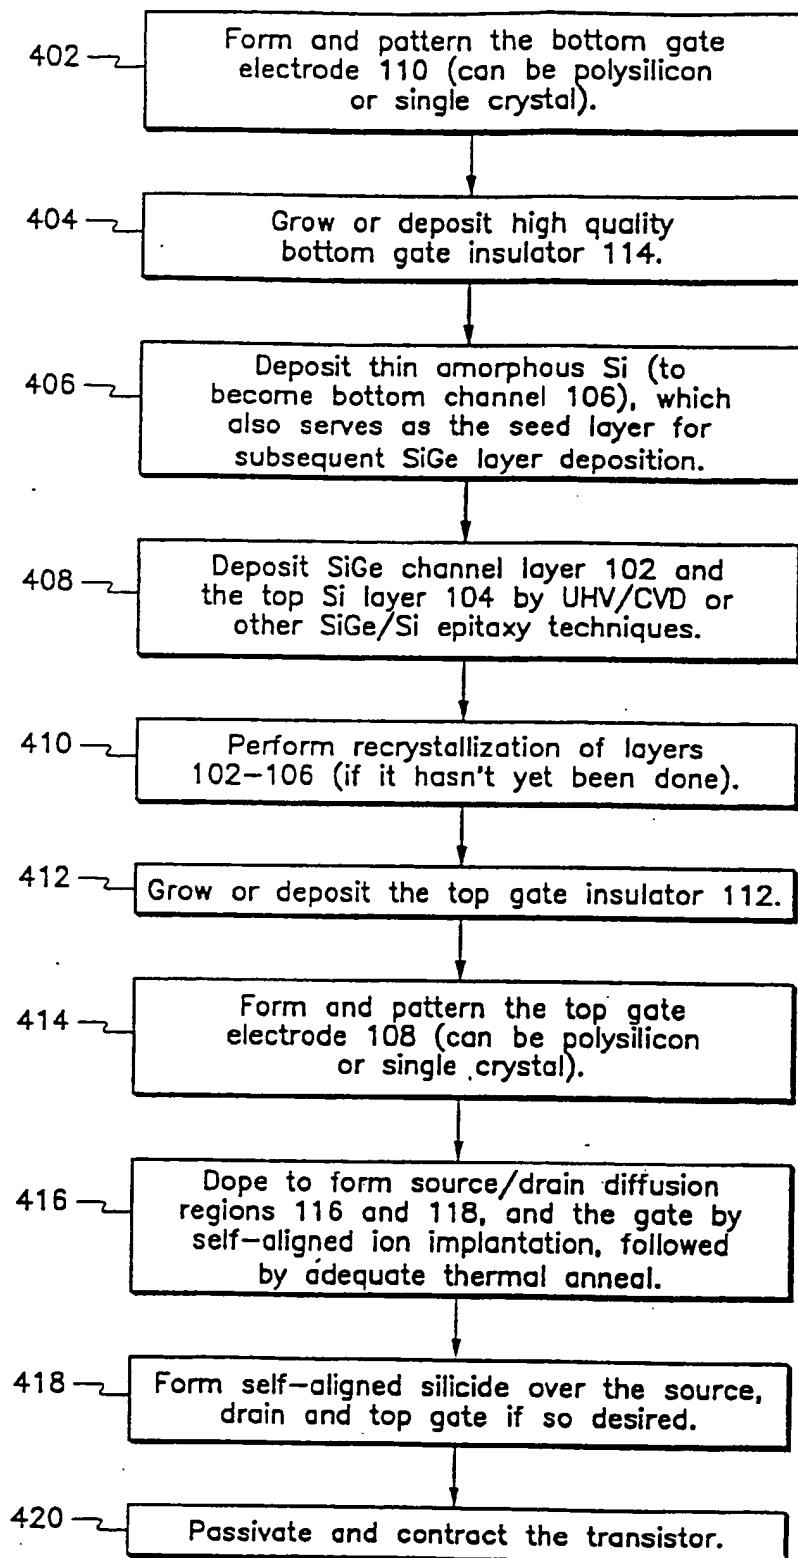 402
Form and pattern the bottom gate
electrode 110 (can be polysilicon
or single crystal).
404
Grow or deposit high quality
bottom gate insulator 114.
406
Deposit thin amorphous Si (to
become bottom channel 106), which
also serves as the seed layer for
subsequent SiGe layer deposition.
408
Deposit SiGe channel layer 102 and
the top Si layer 104 by UHV/CVD or
other SiGe/Si epitaxy techniques.
410
Perform recrystallization of layers
102-106 (if it hasn't yet been done).
412
Grow or deposit the top gate insulator 112.
414
Form and pattern the top gate
electrode 108 (can be polysilicon
or single crystal).
416
Dope to form source/drain diffusion
regions 116 and 118, and the gate by
self-aligned ion implantation, followed
by adequate thermal anneal.
418
Form self-aligned silicide over the source,
drain and top gate if so desired.
420
Passivate and contract the transistor.